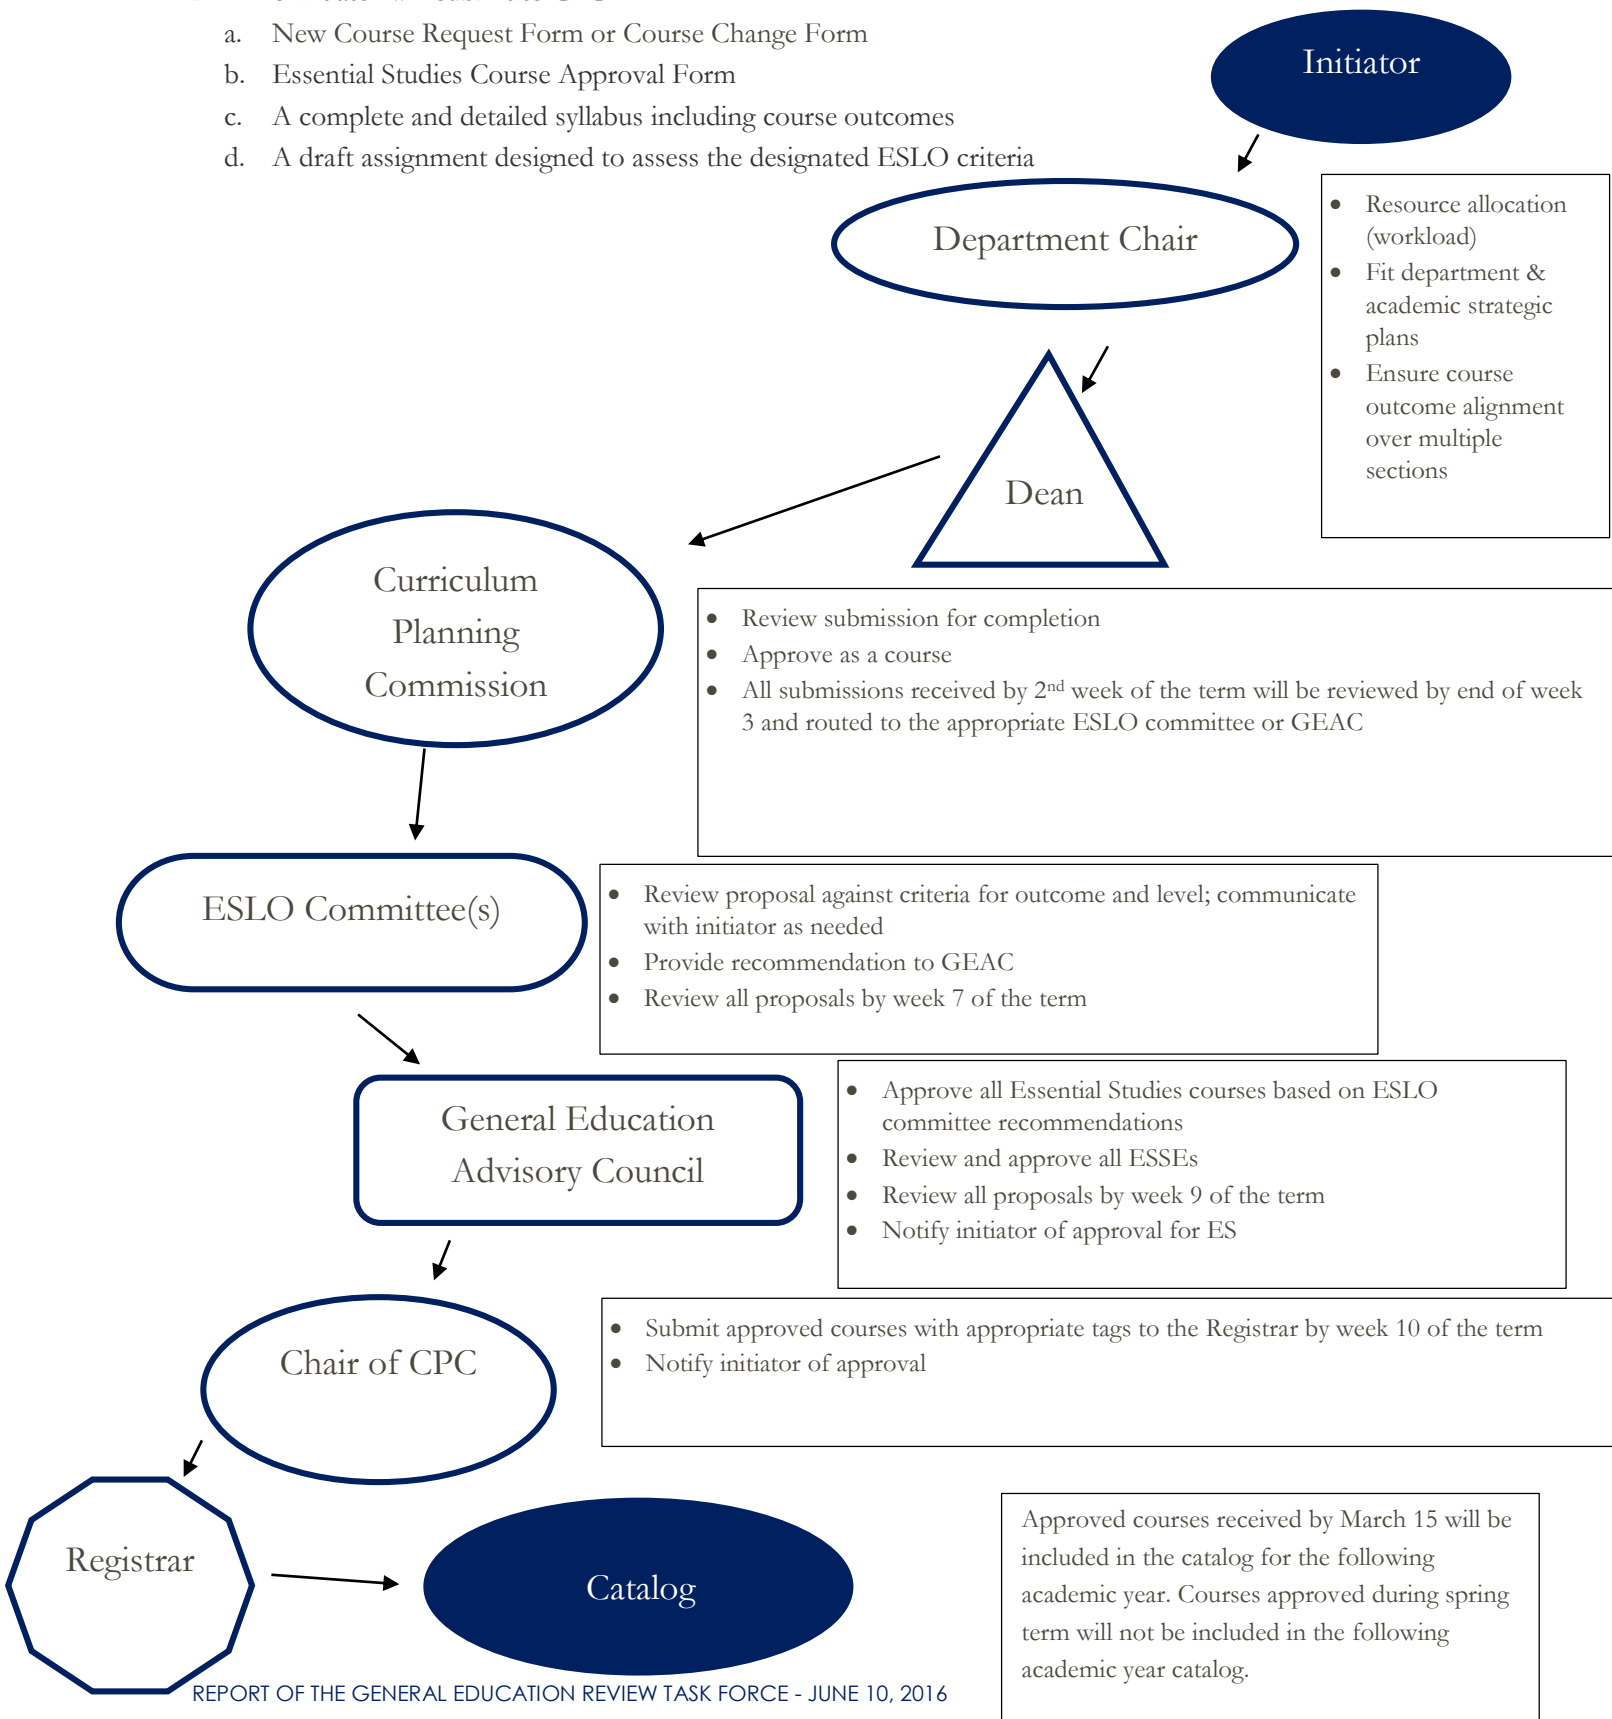 a. New Course Request Form or Course Change Form
b. Essential Studies Course Approval Form
c. A complete and detailed syllabus including course outcomes
d. A draft assignment designed to assess the designated ESLO criteria
Initiator
Department Chair
• Resource allocation
(workload)
• Fit department &
academic strategic
plans
• Ensure course
outcome alignment
over multiple
sections
Dean
Curriculum
Planning
Commission
• Review submission for completion
• Approve as a course
• All submissions received by 2nd week of the term will be reviewed by end of week
3 and routed to the appropriate ESLO committee or GEAC
ESLO Committee(s)
• Review proposal against criteria for outcome and level; communicate
with initiator as needed
• Provide recommendation to GEAC
• Review all proposals by week 7 of the term
General Education
Advisory Council
• Approve all Essential Studies courses based on ESLO
committee recommendations
• Review and approve all ESSEs
• Review all proposals by week 9 of the term
• Notify initiator of approval for ES
Chair of CPC
• Submit approved courses with appropriate tags to the Registrar by week 10 of the term
• Notify initiator of approval
Registrar
Catalog
Approved courses received by March 15 will be
included in the catalog for the following
academic year. Courses approved during spring
term will not be included in the following
academic year catalog.
REPORT OF THE GENERAL EDUCATION REVIEW TASK FORCE - JUNE 10, 2016